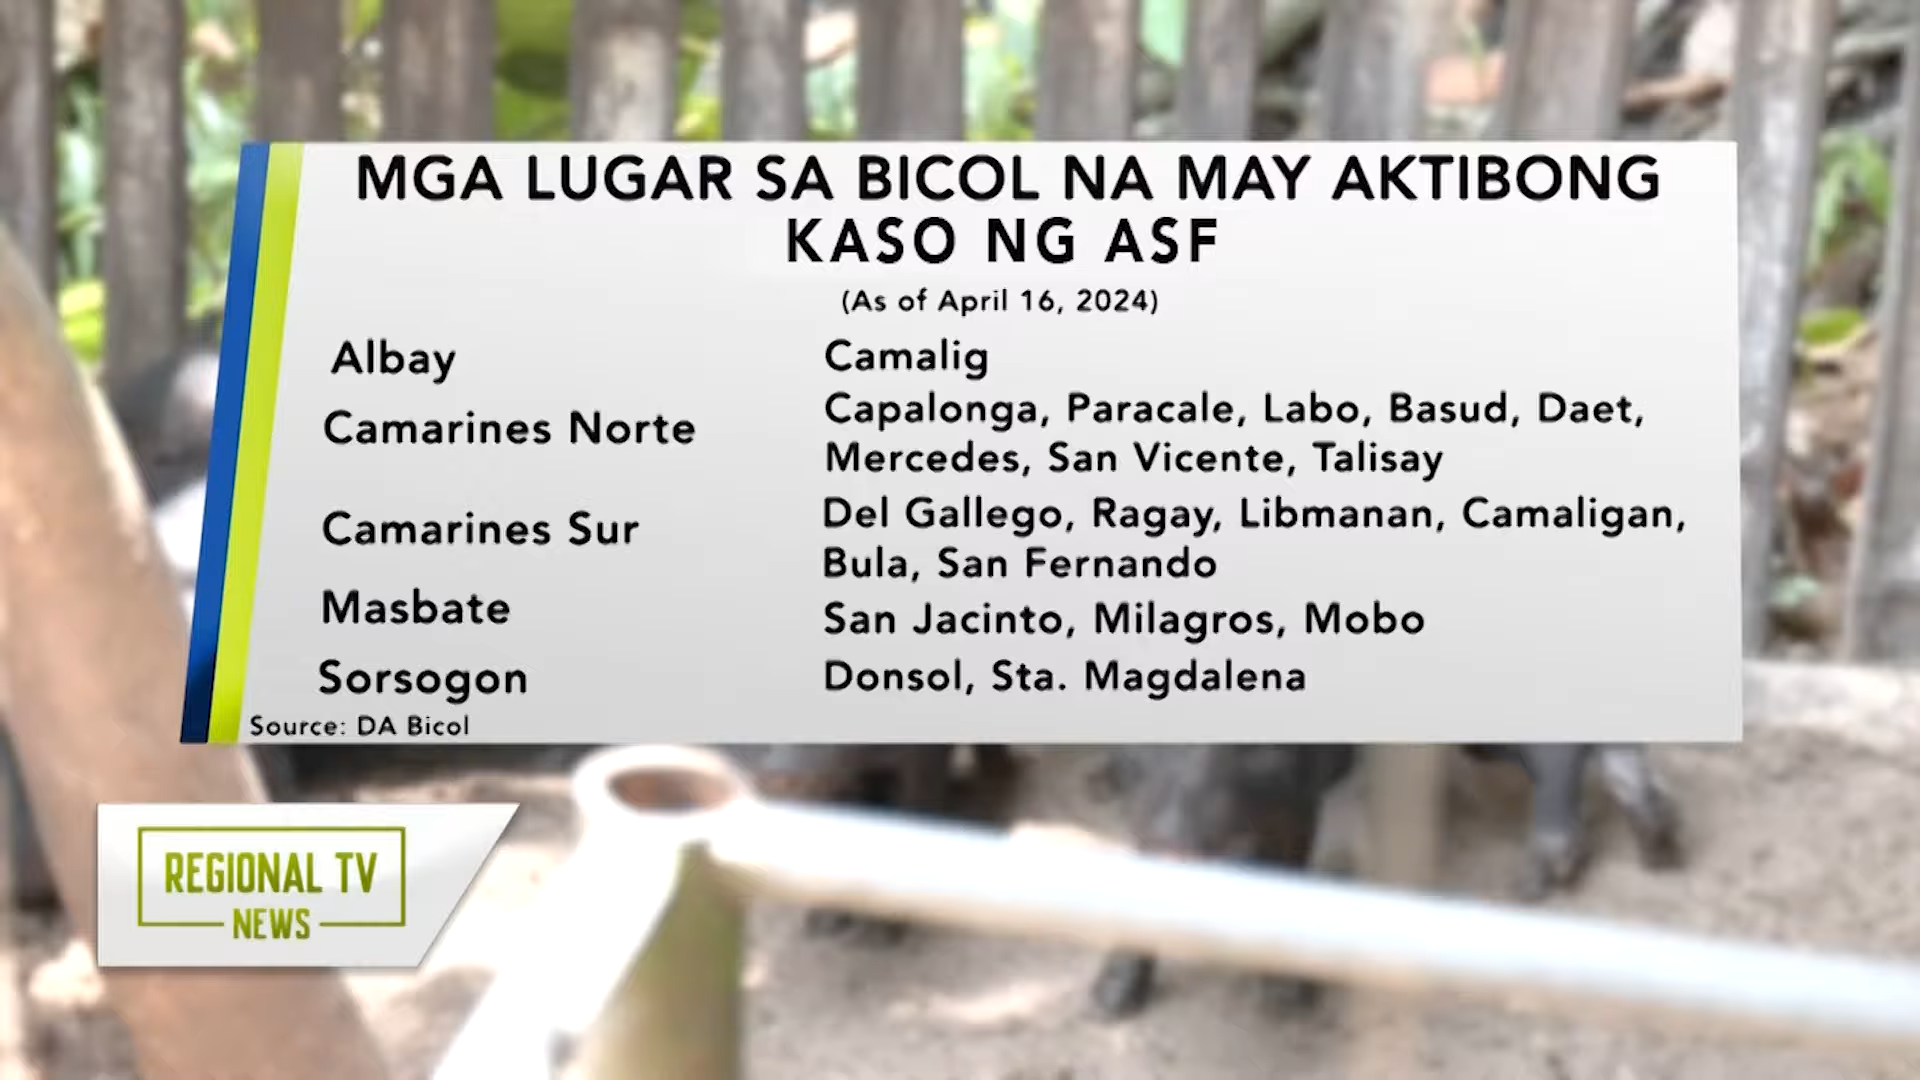 MGA LUGAR SA BICOL NA MAY AKTIBONG
KASO NG ASF
(As of April 16, 2024)
Albay
Camalig
Camarines Norte
Capalonga, Paracale, Labo, Basud, Daet,
Mercedes, San Vicente, Talisay
Camarines Sur
Del Gallego, Ragay, Libmanan, Camaligan,
Bula, San Fernando
Masbate
San Jacinto, Milagros, Mobo
Sorsogon
Donsol, Sta. Magdalena
Source: DA Bicol
REGIONAL TV
NEWS